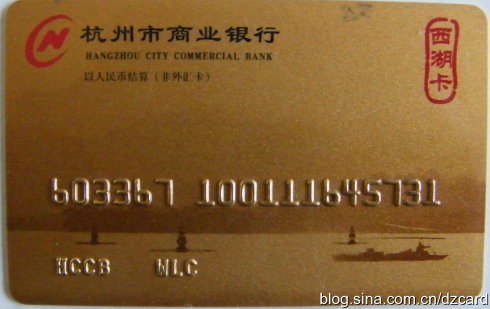 杭州市商业银行
HANGZHOU CITY COMMERCIAL BANK
以人民币结算（非外汇卡）
西湖卡
603367 100111645731
HCCB WLC
blog.sina.com.cn/dzcard